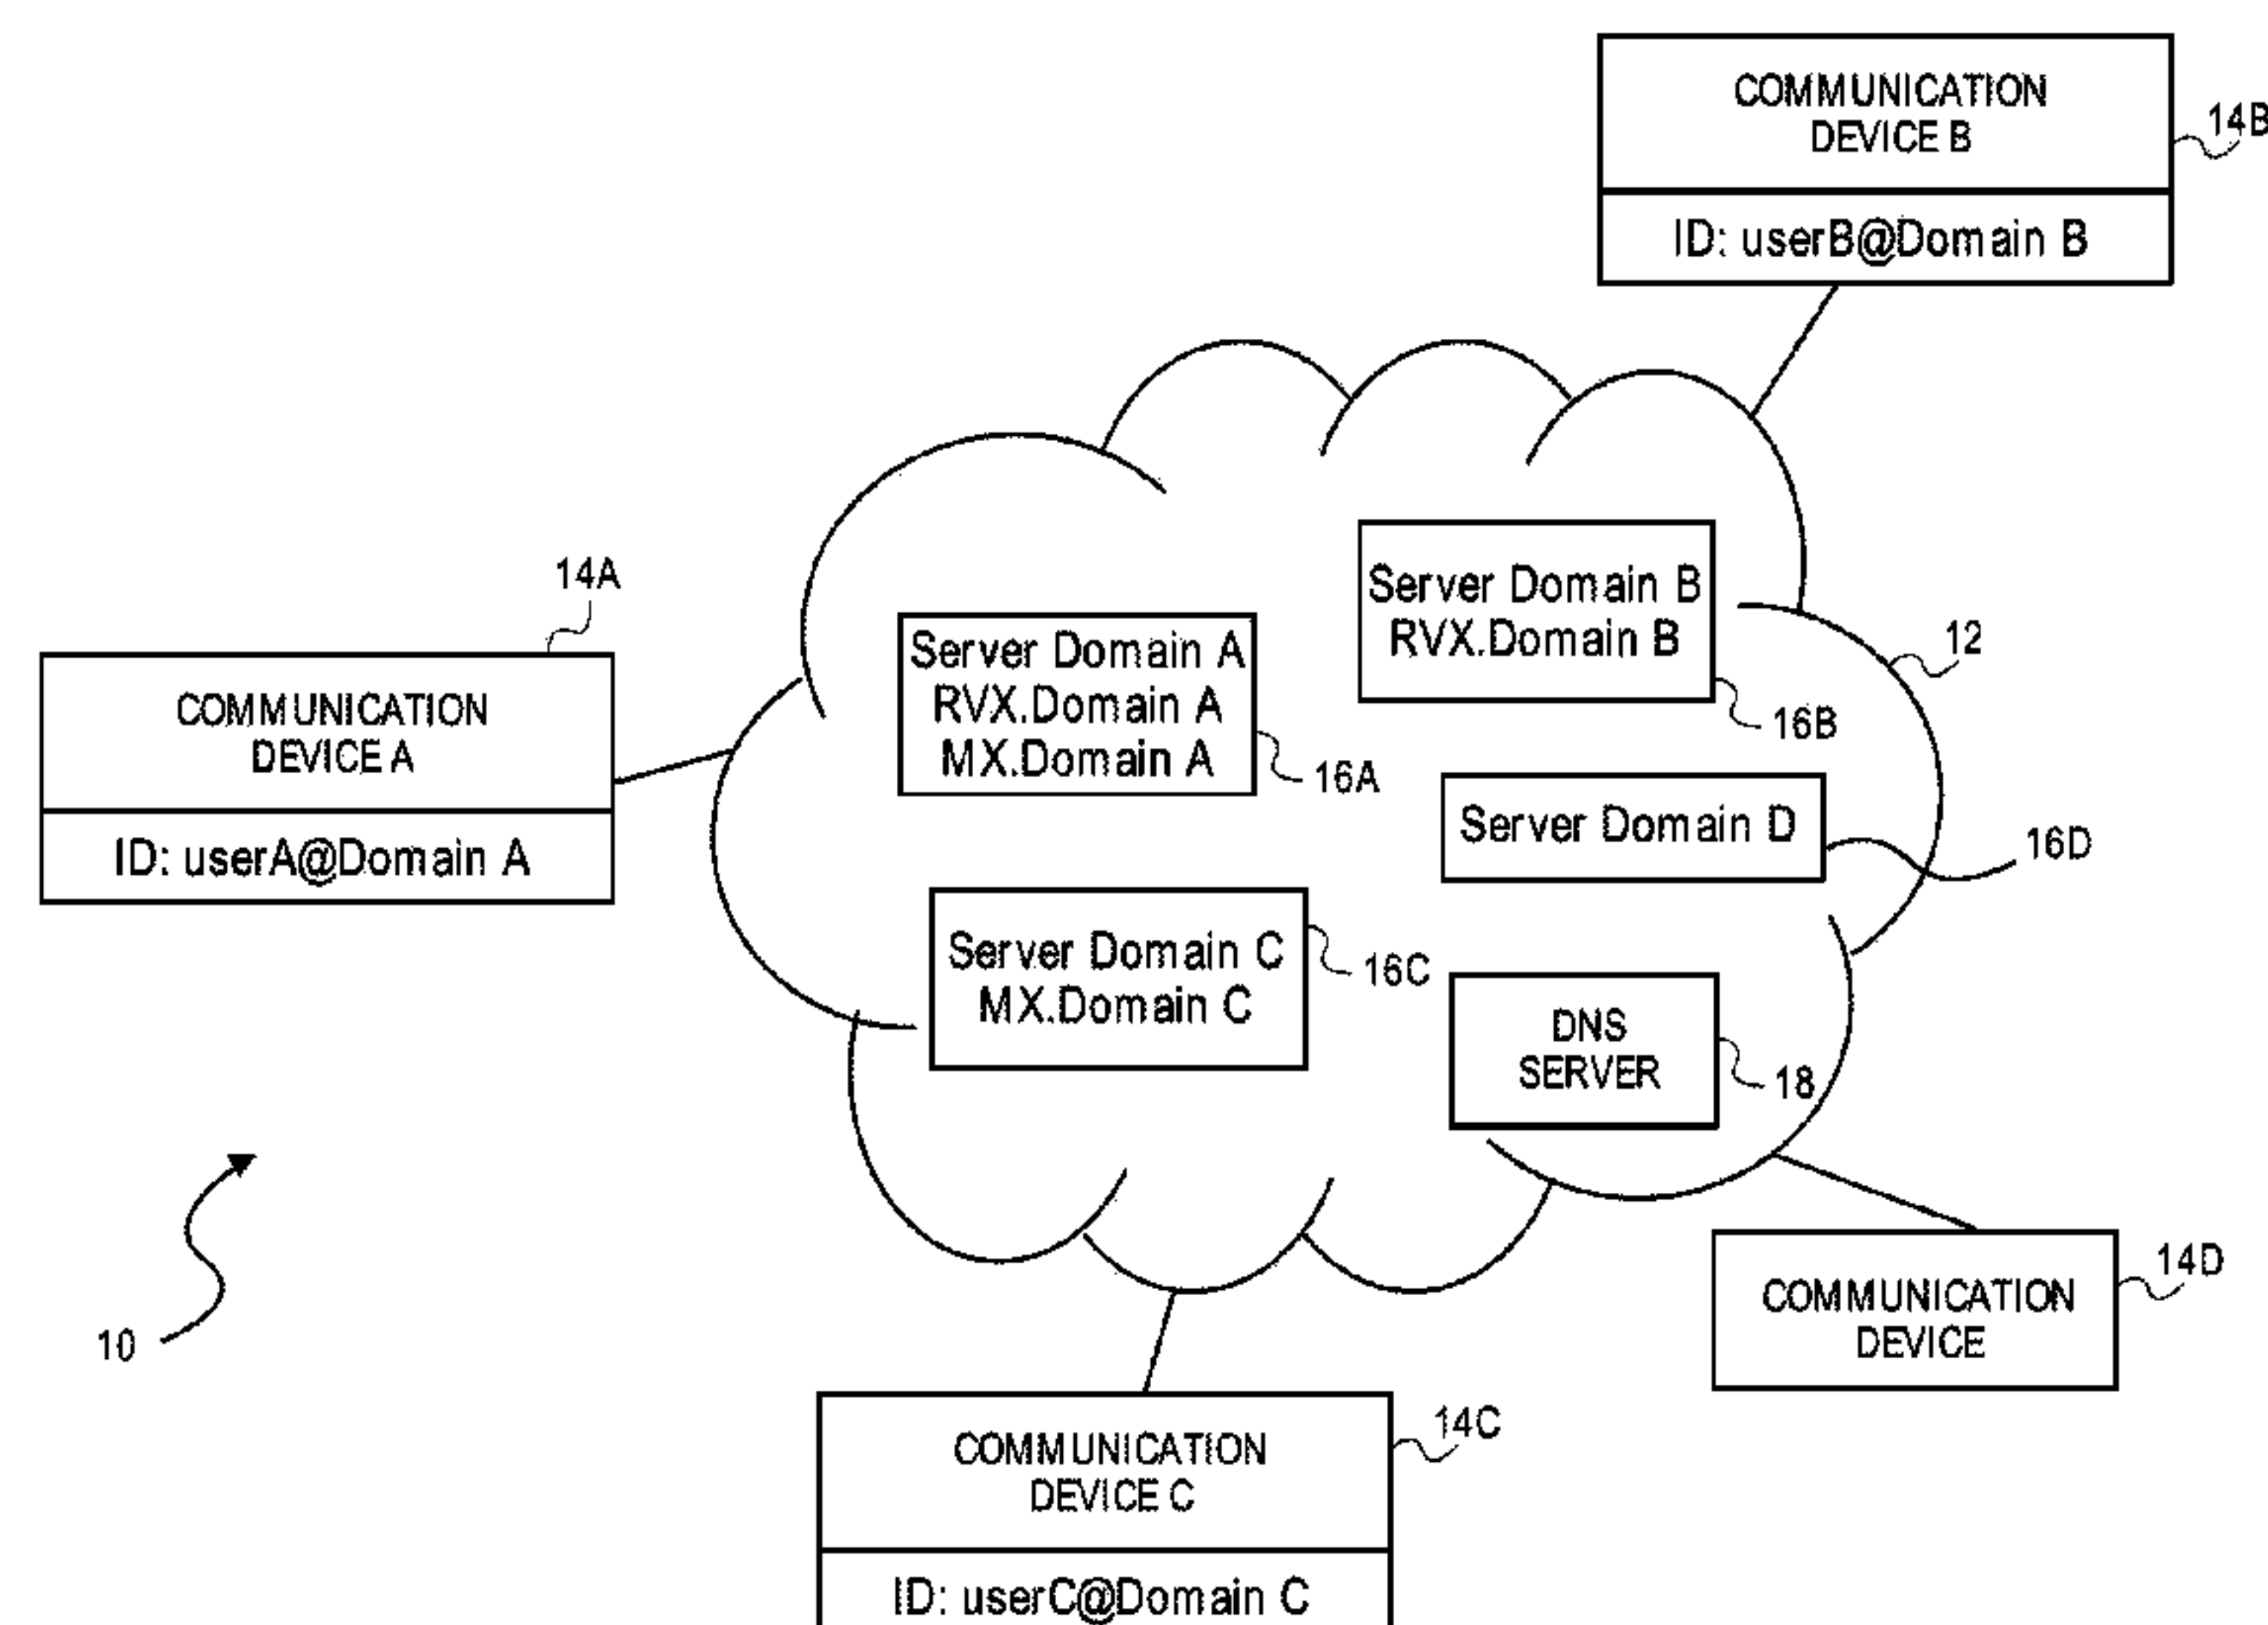 COMMUNICATION
DEVICE B
14B
ID: userB@Domain B
14A
COMMUNICATION
DEVICE A
ID: userA@Domain A
Server Domain A
RVX.Domain A
MX.Domain A
16A
Server Domain B
RVX.Domain B
16B
12
Server Domain D
16D
Server Domain C
MX.Domain C
16C
DNS
SERVER
18
10
COMMUNICATION
DEVICE
14D
COMMUNICATION
DEVICE C
14C
ID: userC@Domain C